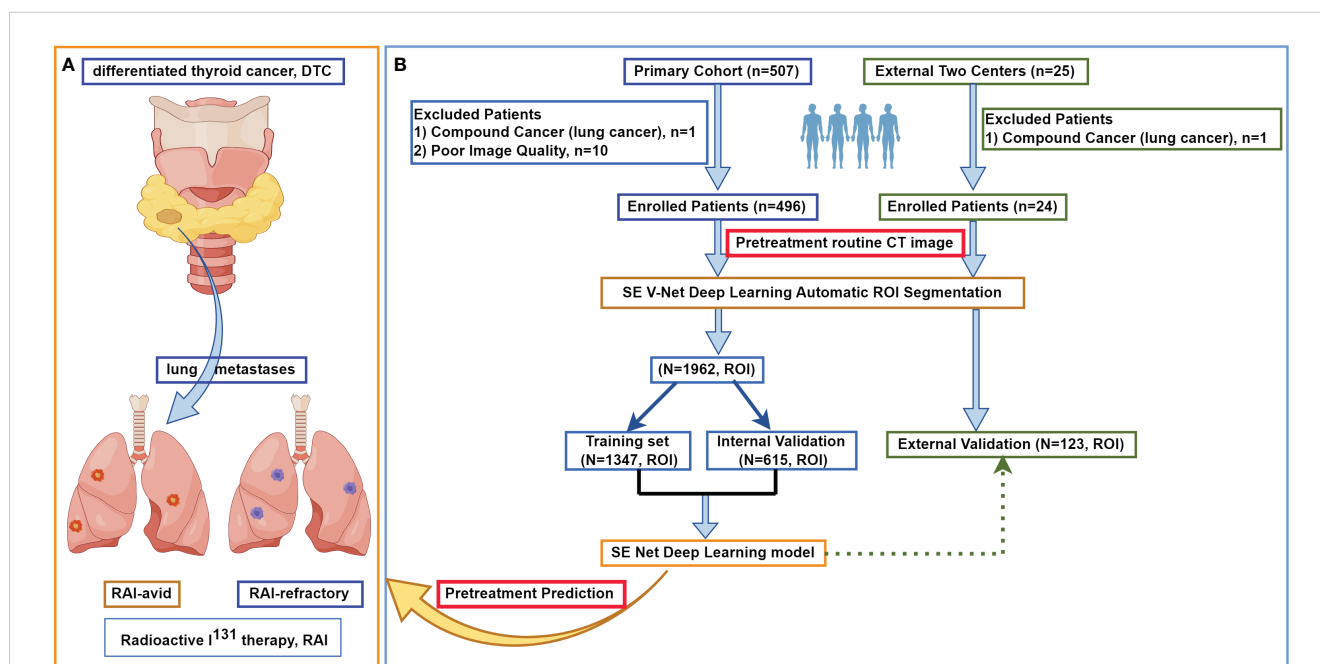 A
differentiated thyroid cancer, DTC
lung metastases
RAI-avid
RAI-refractory
Radioactive I131 therapy, RAI
B
Primary Cohort (n=507)
External Two Centers (n=25)
Excluded Patients
1) Compound Cancer (lung cancer), n=1
2) Poor Image Quality, n=10
Excluded Patients
1) Compound Cancer (lung cancer), n=1
Enrolled Patients (n=496)
Enrolled Patients (n=24)
Pretreatment routine CT image
SE V-Net Deep Learning Automatic ROI Segmentation
(N=1962, ROI)
Training set
(N=1347, ROI)
Internal Validation
(N=615, ROI)
External Validation (N=123, ROI)
SE Net Deep Learning model
Pretreatment Prediction